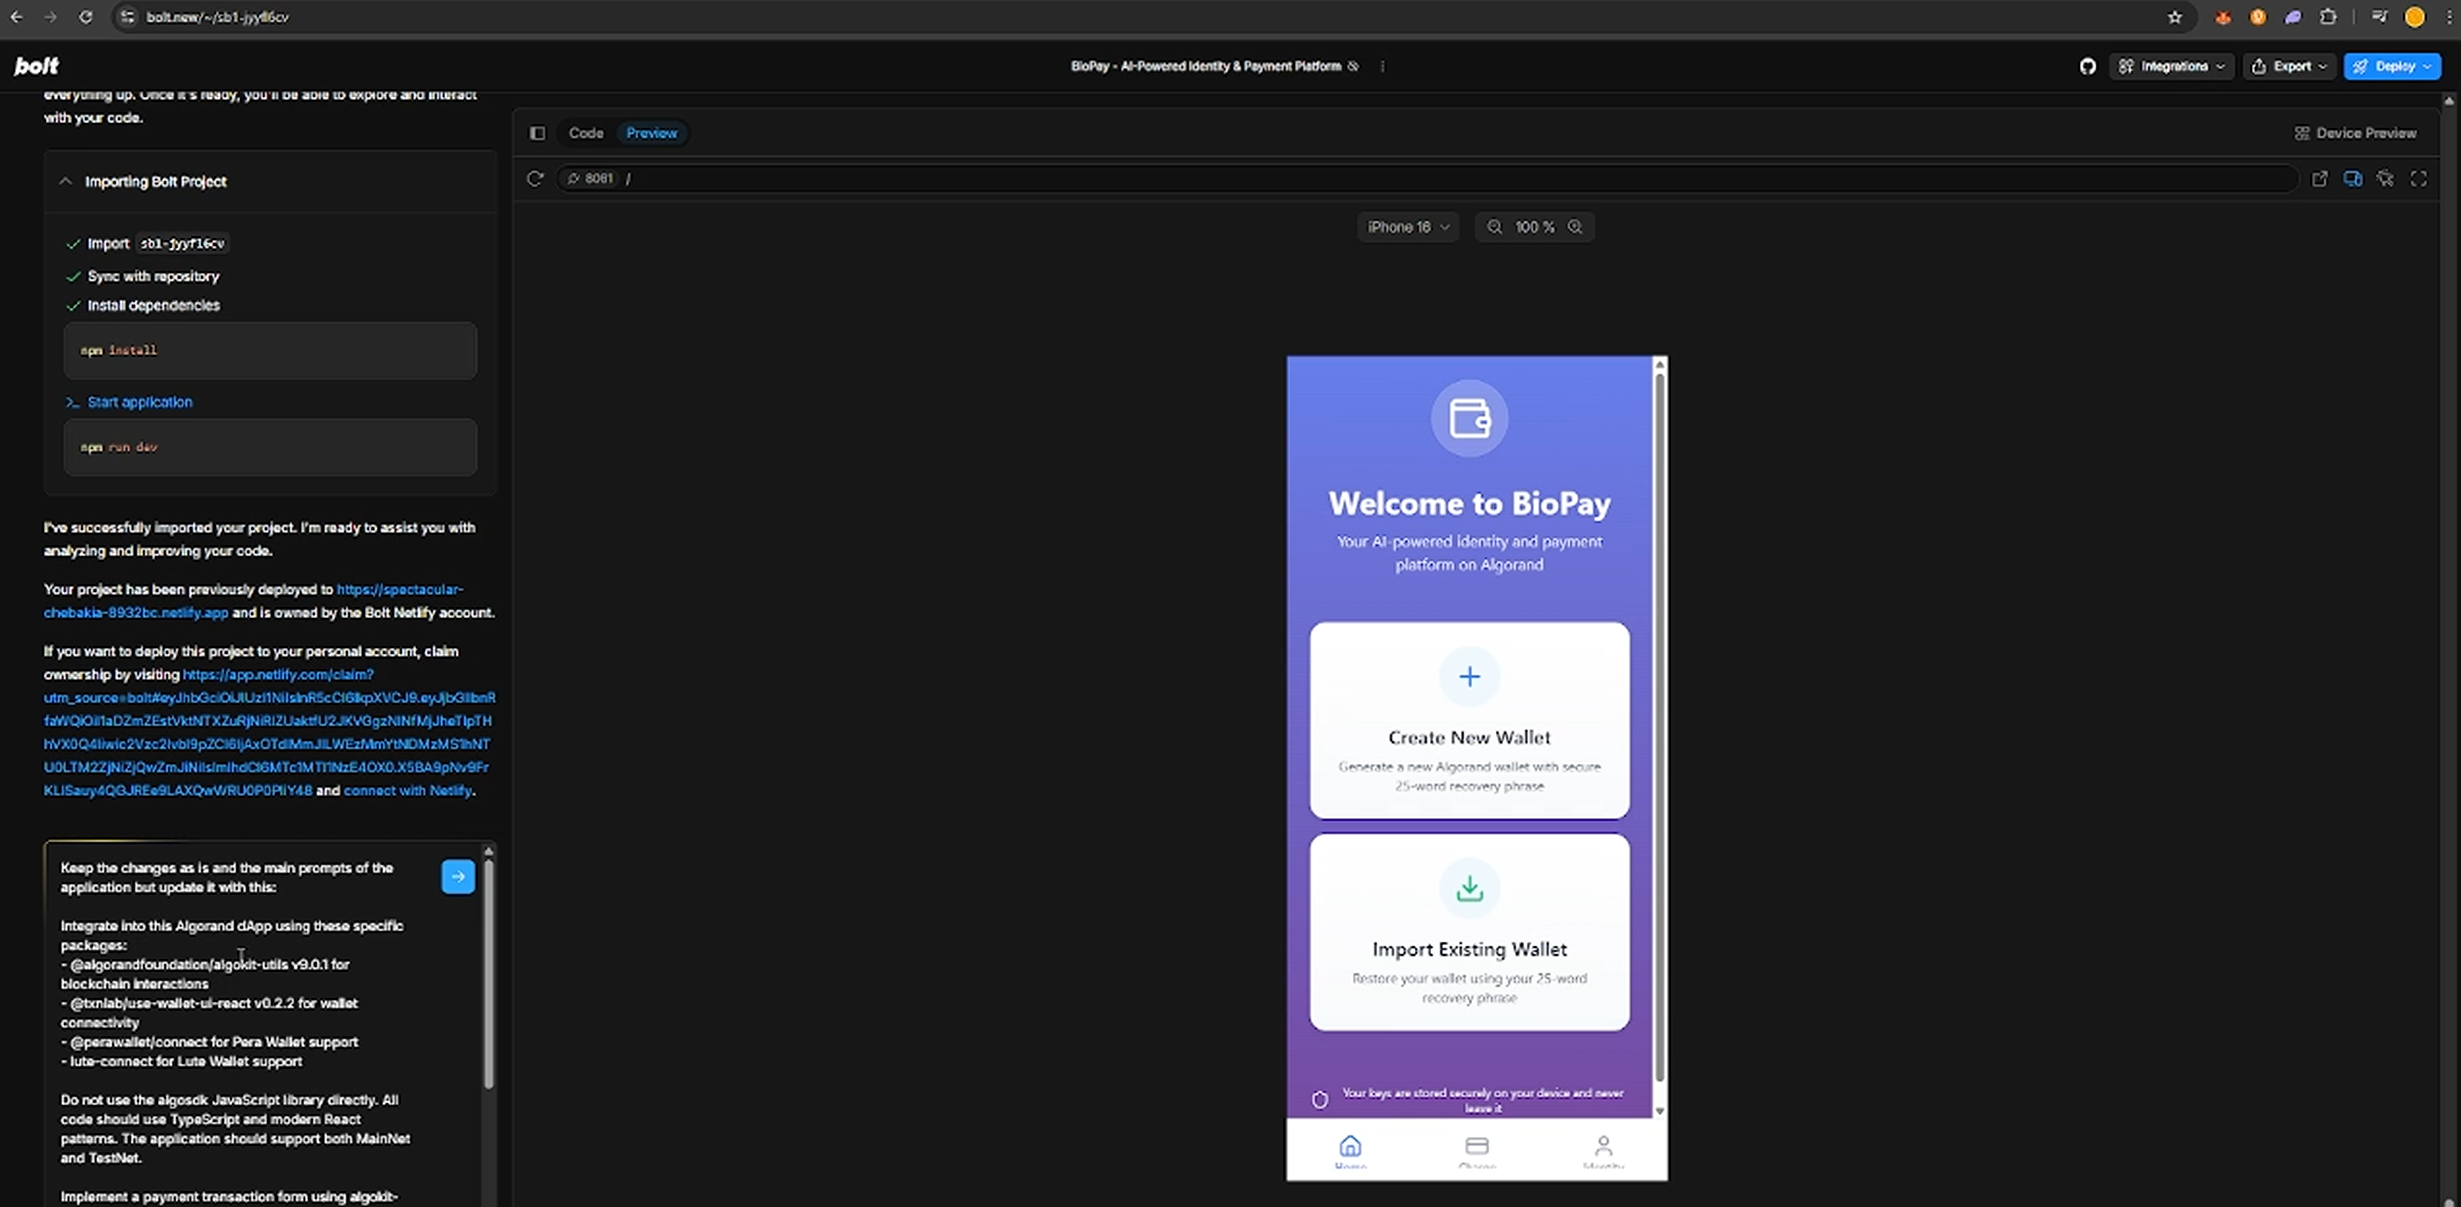 bolt.new/~/sb1-jyyfl6cv
bolt
BioPay - AI-Powered Identity & Payment Platform
Integrations
Export
Deploy
everything up. Once it's ready, you'll be able to explore and interact
with your code.
Importing Bolt Project
Import sb1-jyyfl6cv
Sync with repository
Install dependencies
npm install
Start application
npm run dev
I've successfully imported your project. I'm ready to assist you with
analyzing and improving your code.
Your project has been previously deployed to https://spectacular-
chebakia-8932bc.netlify.app and is owned by the Bolt Netlify account.
If you want to deploy this project to your personal account, claim
ownership by visiting https://app.netlify.com/claim?
and connect with Netlify.
Keep the changes as is and the main prompts of the
application but update it with this:
Integrate into this Algorand dApp using these specific
packages:
- @algorandfoundation/algokit-utils v9.0.1 for
blockchain interactions
- @txnlab/use-wallet-ui-react v0.2.2 for wallet
connectivity
- @perawallet/connect for Pera Wallet support
- lute-connect for Lute Wallet support
Do not use the algosdk JavaScript library directly. All
code should use TypeScript and modern React
patterns. The application should support both MainNet
and TestNet.
Implement a payment transaction form using algokit-
Code
Preview
Device Preview
8081 /
iPhone 16
100 %
Welcome to BioPay
Your AI-powered identity and payment
platform on Algorand
Create New Wallet
Generate a new Algorand wallet with secure
25-word recovery phrase
Import Existing Wallet
Restore your wallet using your 25-word
recovery phrase
Your keys are stored securely on your device and never
leave it
Home
Identity